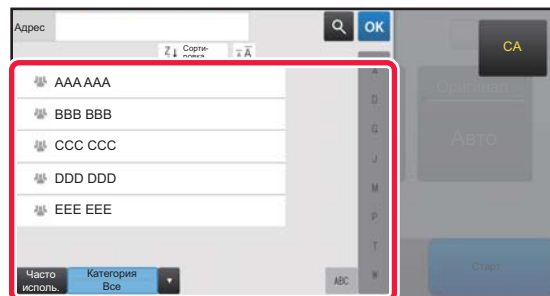 Адрес
OK
CA
Сорти-
ровка
A
AAA AAA
D
BBB BBB
Оригинал
G
CCC CCC
Авто
J
DDD DDD
M
EEE EEE
P
T
Часто
исполь.
Категория
Все
ABC
W
Старт